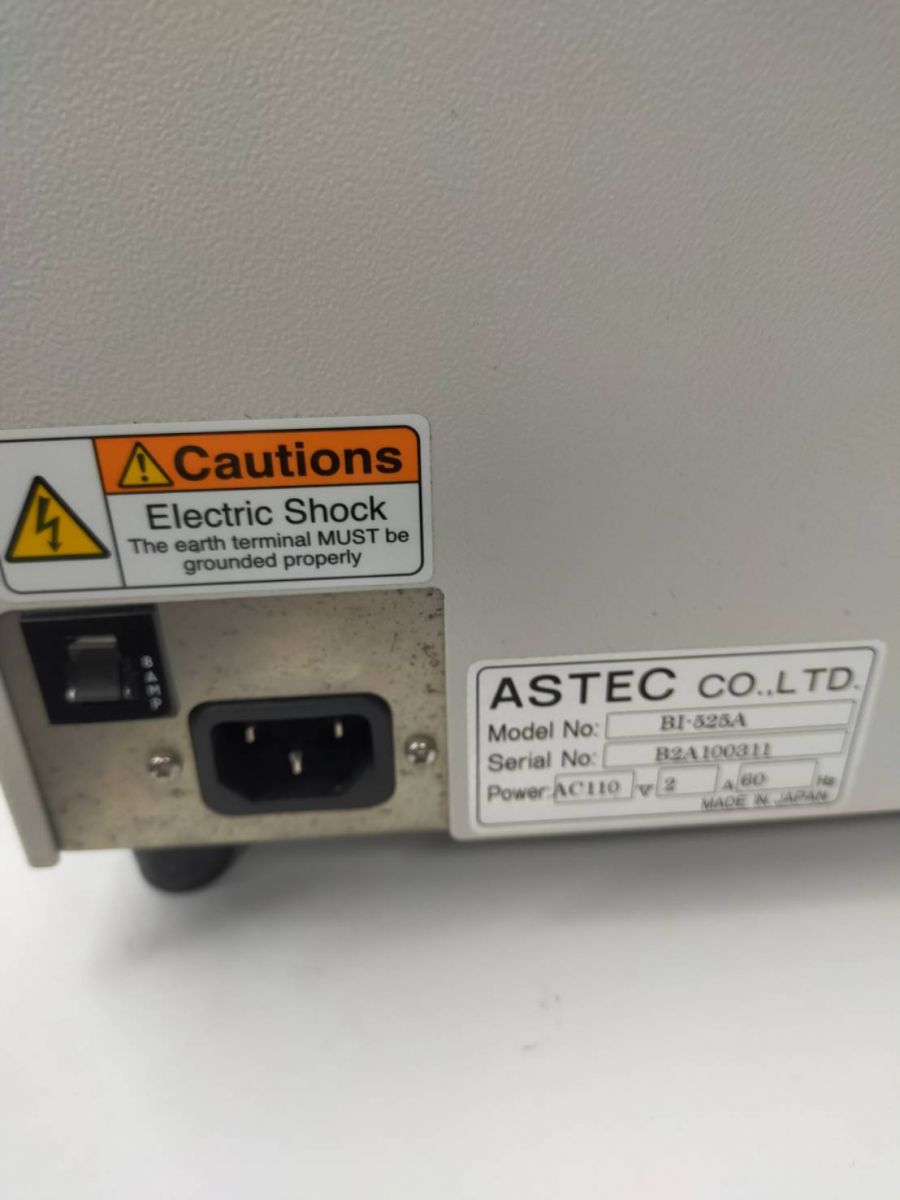 Cautions
Electric Shock
The earth terminal MUST be
grounded properly
8 AMP
ASTEC CO.,LTD.
Model No: BI-525A
Serial No: B2A100311
Power: AC110 V 2 A 60 Hz
MADE IN JAPAN